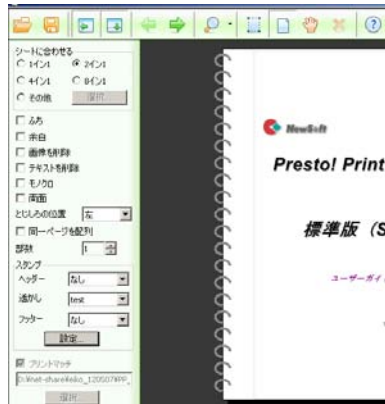 シートに合わせる
1イン1 2イン1
4イン1 8イン1
その他 選択...
ふち
余白
画像を削除
テキストを削除
モノクロ
両面
とじしろの位置 左
同一ページを配列
部数 1
スタンプ
ヘッダー なし
透かし test
フッター なし
設定...
プリントマッチ
選択
NewSoft
Presto! Print
標準版 (S
ユーザーガイ